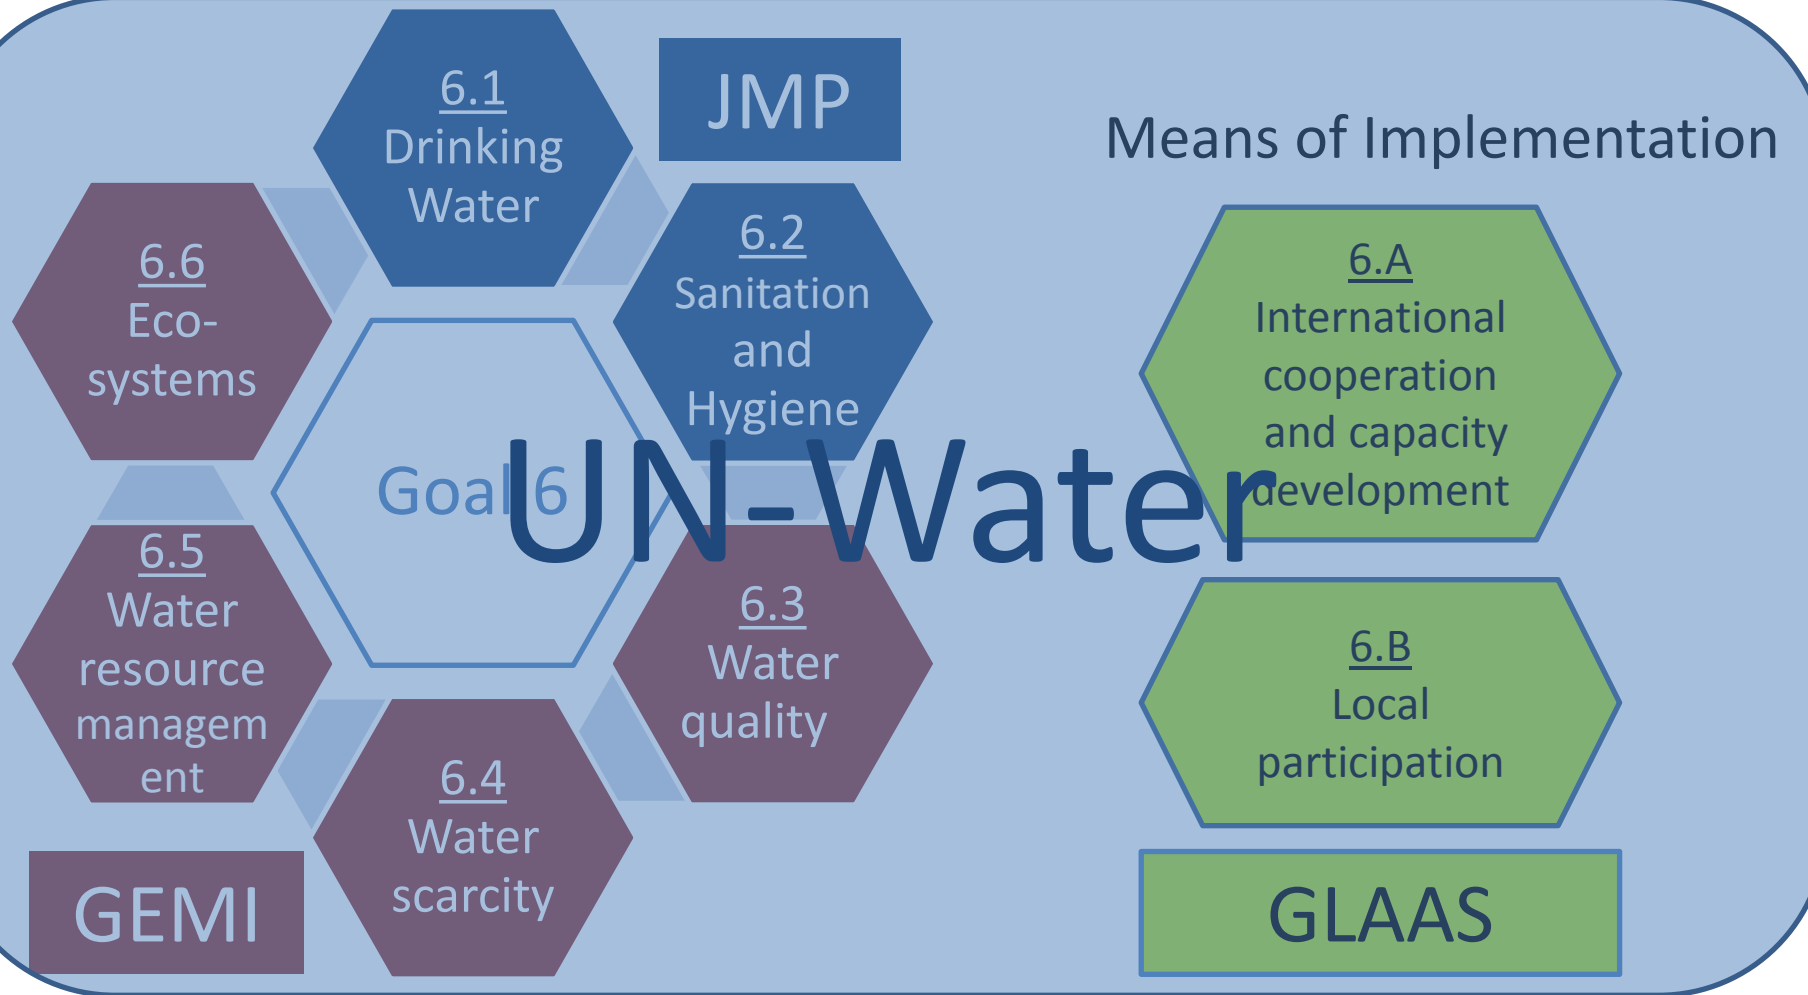 6.1
Drinking
Water
JMP
6.2
Sanitation
and
Hygiene
6.6
Eco-
systems
Goal 6
UN-Water
6.5
Water
resource
managem
ent
6.3
Water
quality
6.4
Water
scarcity
GEMI
Means of Implementation
6.A
International
cooperation
and capacity
development
6.B
Local
participation
GLAAS